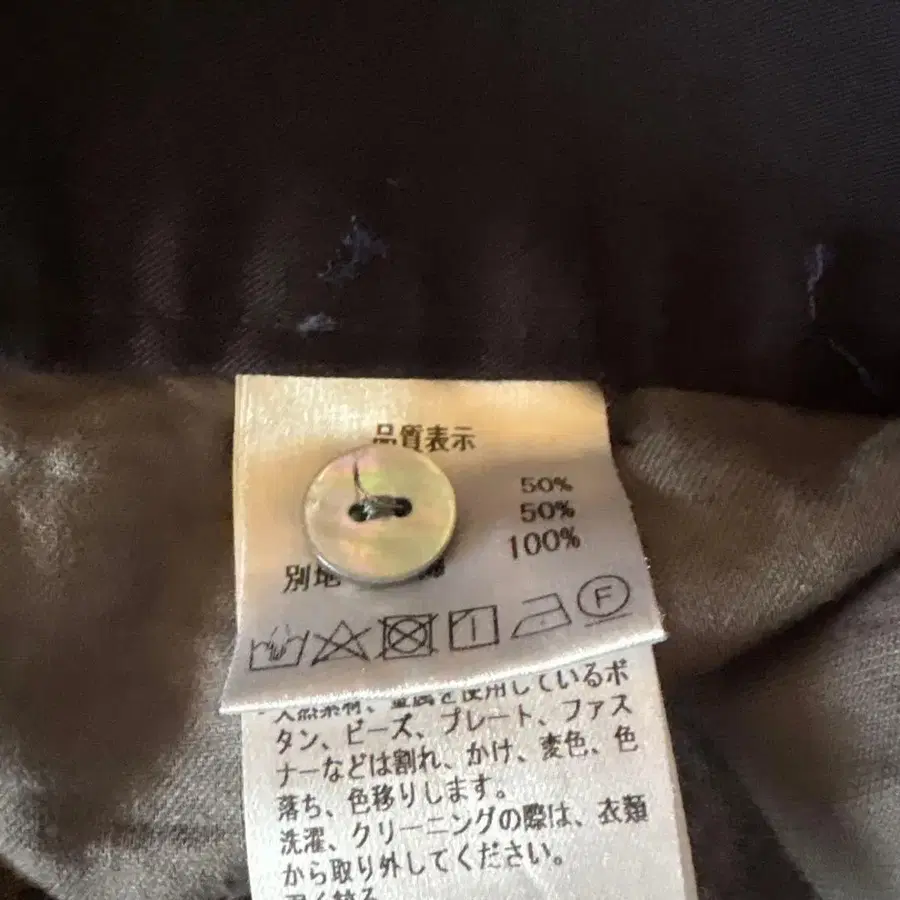 品質表示
50%
50%
100%
別地
F
天然素材、金属を使用しているボ
タン、ビーズ、プレート、ファス
ナーなどは割れ、かけ、変色、色
落ち、色移りします。
洗濯、クリーニングの際は、衣類
から取り外してください。